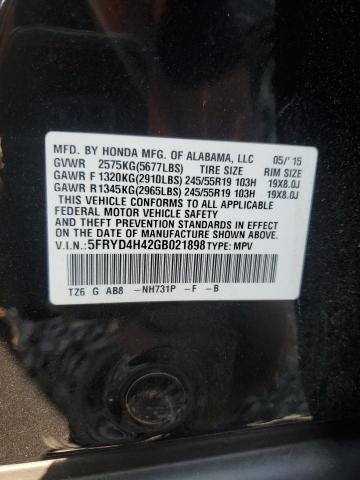 MFD. BY HONDA MFG. OF ALABAMA, LLC 05/'15
GVWR 2575KG(5677LBS) TIRE SIZE RIM SIZE
GAWR F 1320KG(2910LBS) 245/55R19 103H 19X8.0J
GAWR R 1345KG(2965LBS) 245/55R19 103H 19X8.0J
THIS VEHICLE CONFORMS TO ALL APPLICABLE
FEDERAL MOTOR VEHICLE SAFETY
AND THEFT PREVENTION STANDARDS IN EFFECT ON
THE DATE OF MANUFACTURE SHOWN ABOVE.
V.I.N.: 5FRYD4H42GB021898 TYPE: MPV
TZ6 G AB8 -NH731P -F -B